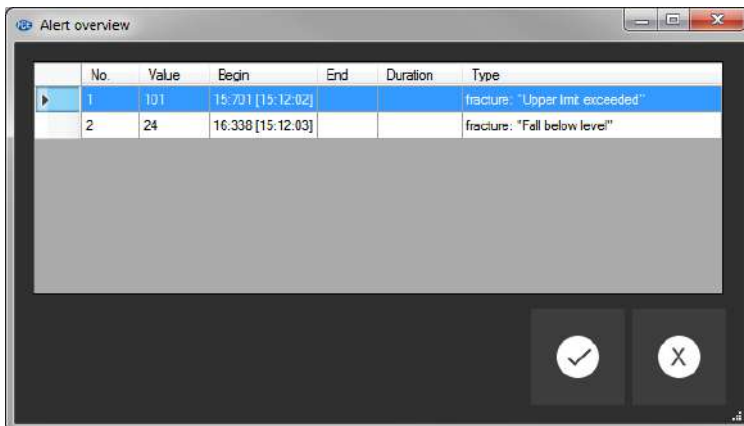 Alert overview
No. Value Begin End Duration Type
1 101 15:701 [15:12:02] fracture: "Upper limit exceeded"
2 24 16:338 [15:12:03] fracture: "Fall below level"
X